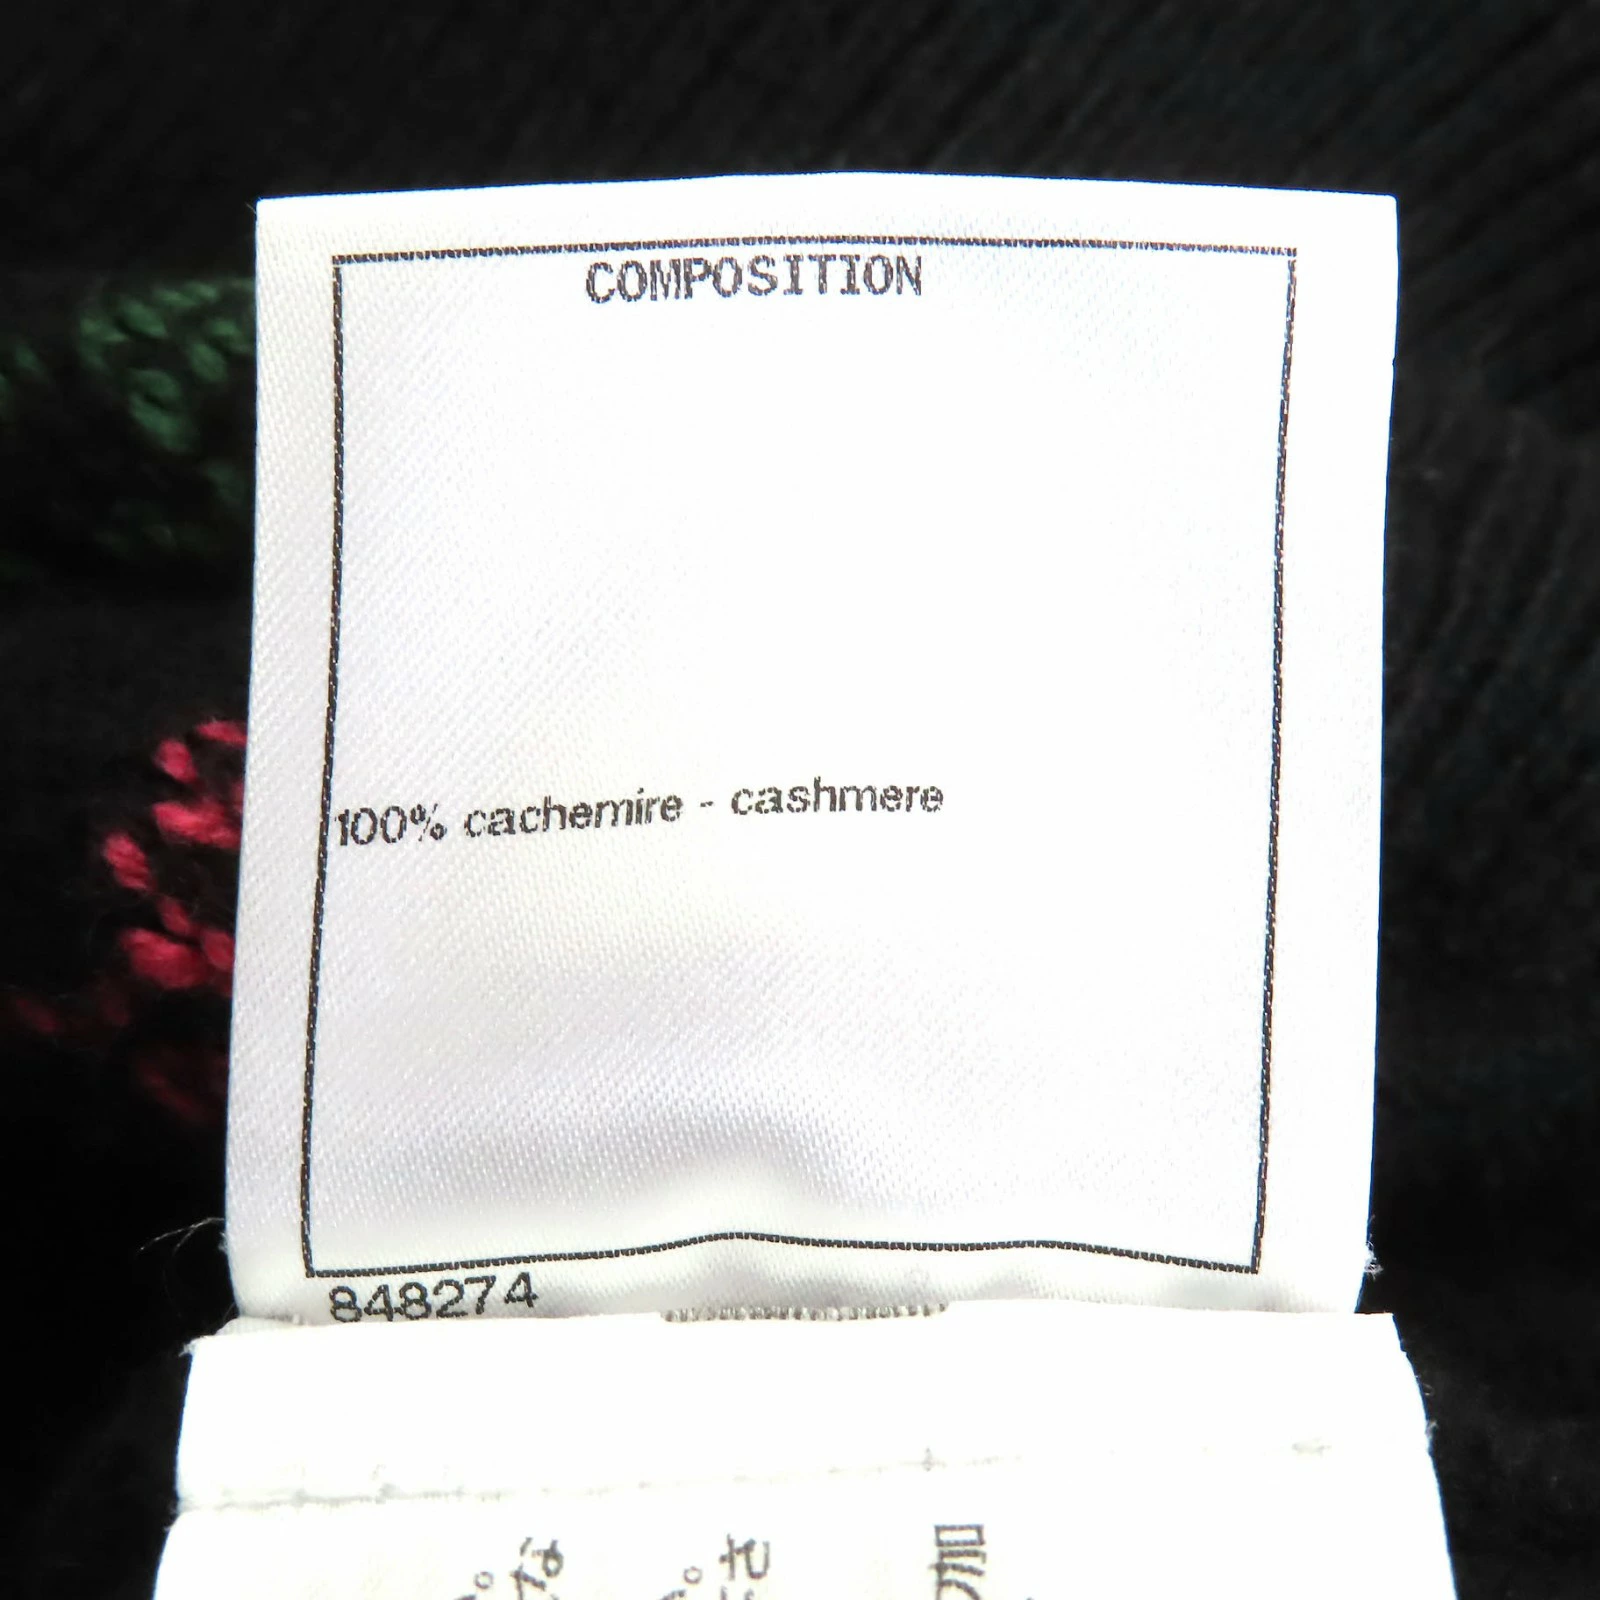 COMPOSITION
100% cachemire - cashmere
848274